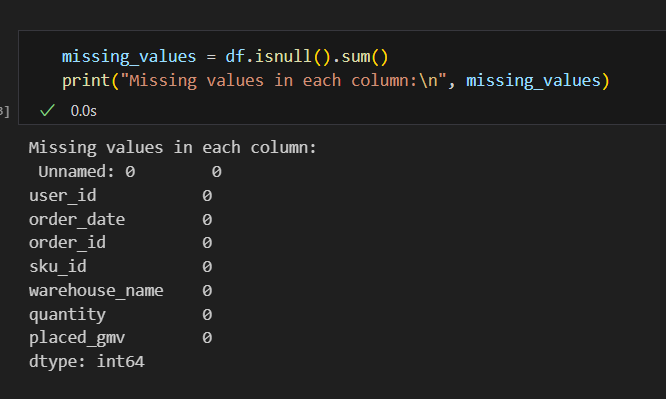 missing_values = df.isnull().sum()
print("Missing values in each column:\n", missing_values)
✓ 0.0s
Missing values in each column:
 Unnamed: 0         0
user_id            0
order_date         0
order_id           0
sku_id             0
warehouse_name     0
quantity           0
placed_gmv         0
dtype: int64